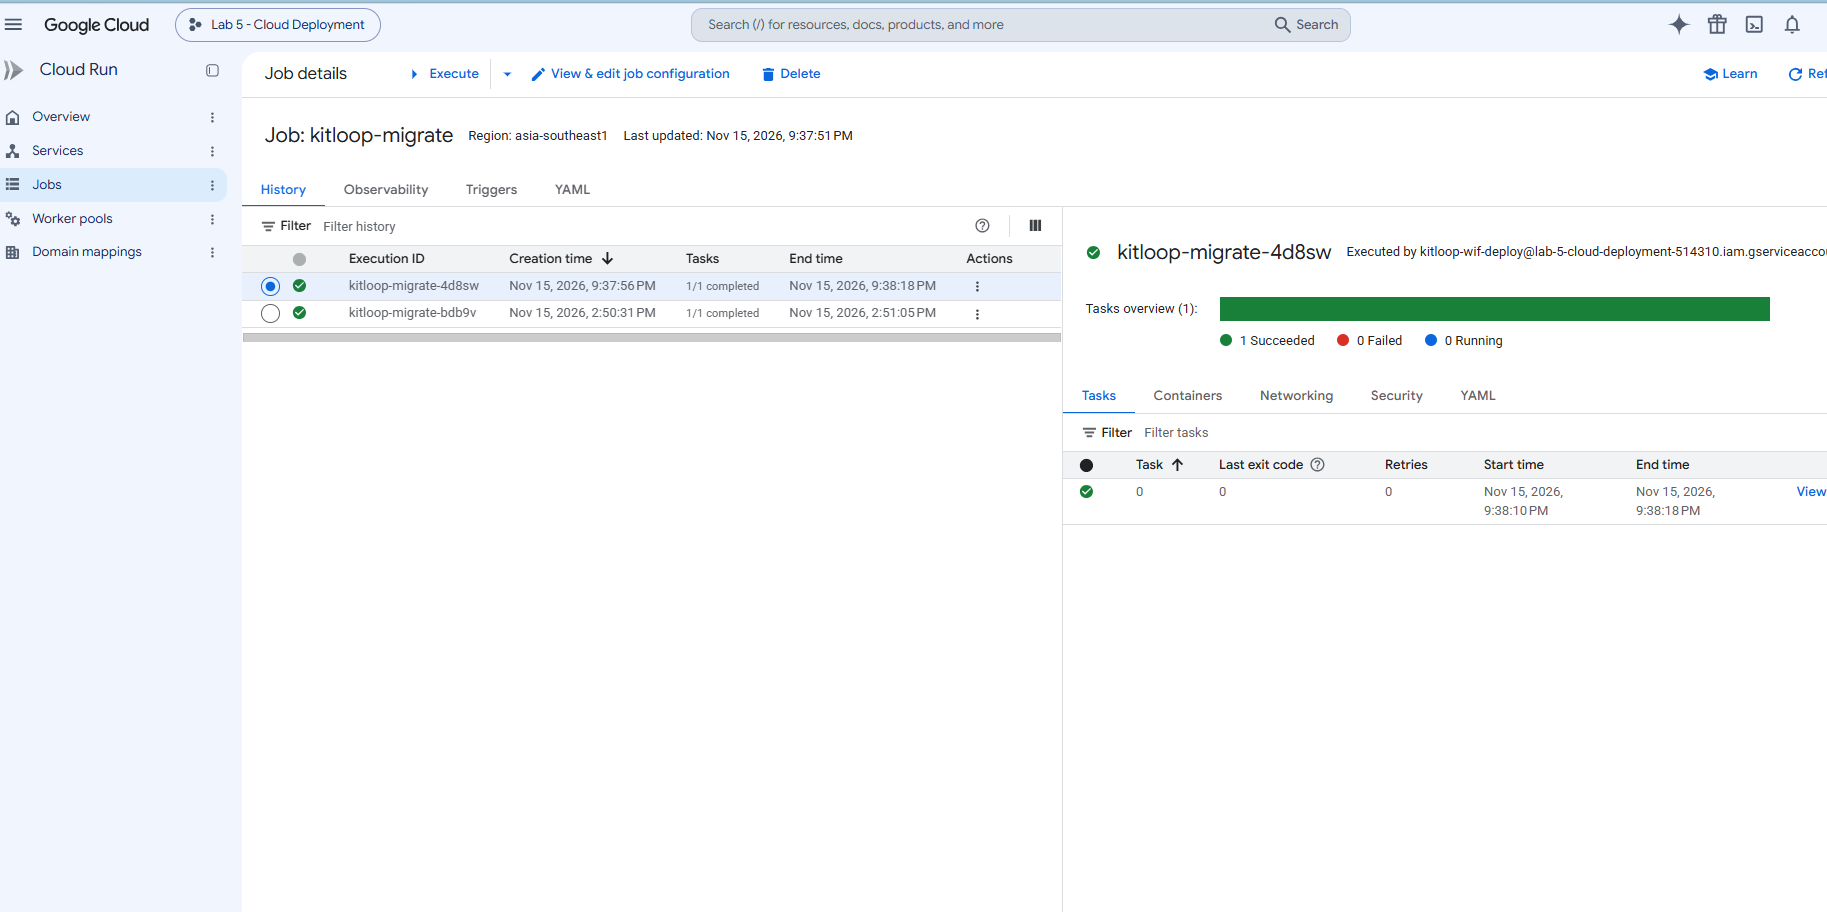 Google Cloud
Lab 5 - Cloud Deployment
Search (/) for resources, docs, products, and more
Search
Cloud Run
Overview
Services
Jobs
Worker pools
Domain mappings
Job details
Execute
View & edit job configuration
Delete
Learn
Ref
Job: kitloop-migrate
Region: asia-southeast1
Last updated: Nov 15, 2026, 9:37:51 PM
History
Observability
Triggers
YAML
Filter
Filter history
Execution ID
Creation time
Tasks
End time
Actions
kitloop-migrate-4d8sw
Nov 15, 2026, 9:37:56 PM
1/1 completed
Nov 15, 2026, 9:38:18 PM
kitloop-migrate-bdb9v
Nov 15, 2026, 2:50:31 PM
1/1 completed
Nov 15, 2026, 2:51:05 PM
kitloop-migrate-4d8sw
Executed by kitloop-wif-deploy@lab-5-cloud-deployment-514310.iam.gserviceaccou
Tasks overview (1):
1 Succeeded
0 Failed
0 Running
Tasks
Containers
Networking
Security
YAML
Filter
Filter tasks
Task
Last exit code
Retries
Start time
End time
0
0
0
Nov 15, 2026,
9:38:10 PM
Nov 15, 2026,
9:38:18 PM
View